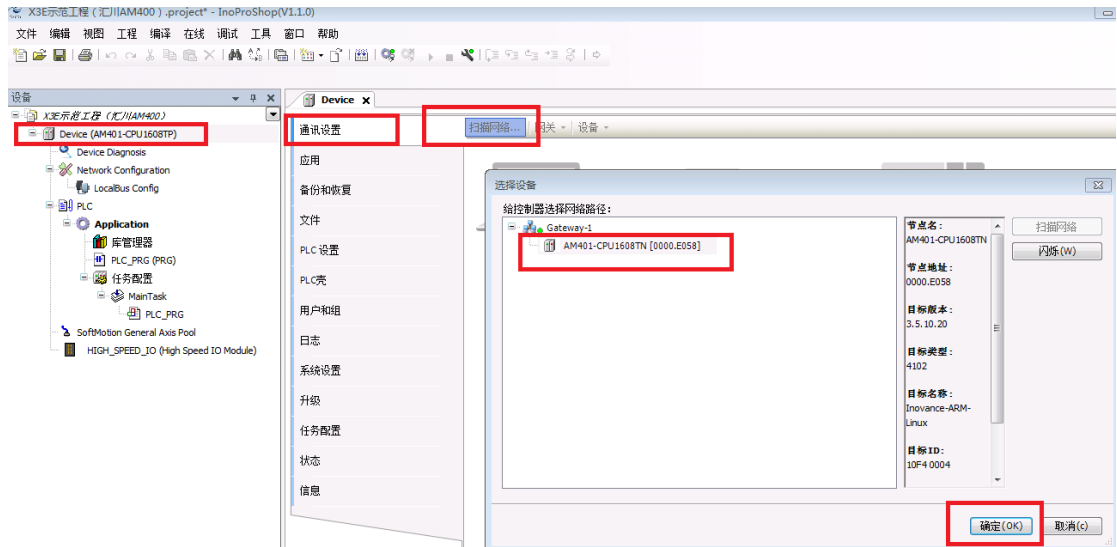 X3E示范工程（汇川AM400）.project* - InoProShop(V1.1.0)
文件 编辑 视图 工程 编译 在线 调试 工具 窗口 帮助
设备
X3E示范工程（汇川AM400）
Device (AM401-CPU1608TP)
Device Diagnosis
Network Configuration
LocalBus Config
PLC
Application
库管理器
PLC_PRG (PRG)
任务配置
MainTask
PLC_PRG
SoftMotion General Axis Pool
HIGH_SPEED_IO (High Speed IO Module)
Device
通讯设置
应用
备份和恢复
文件
PLC 设置
PLC壳
用户和组
日志
系统设置
升级
任务配置
状态
信息
扫描网络... 网关 设备
选择设备
给控制器选择网络路径：
Gateway-1
AM401-CPU1608TN [0000.E058]
节点名：
AM401-CPU1608TN
节点地址：
0000.E058
目标版本：
3.5.10.20
目标类型：
4102
目标名称：
Inovance-ARM-
Linux
目标ID：
10F4 0004
扫描网络
闪烁(W)
确定(OK) 取消(c)